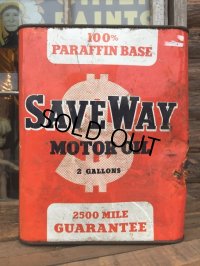 100%
PARAFFIN BASE
SAVEWAY
SOLD OUT
MOTOR OIL
2 GALLONS
2500 MILE
GUARANTEE